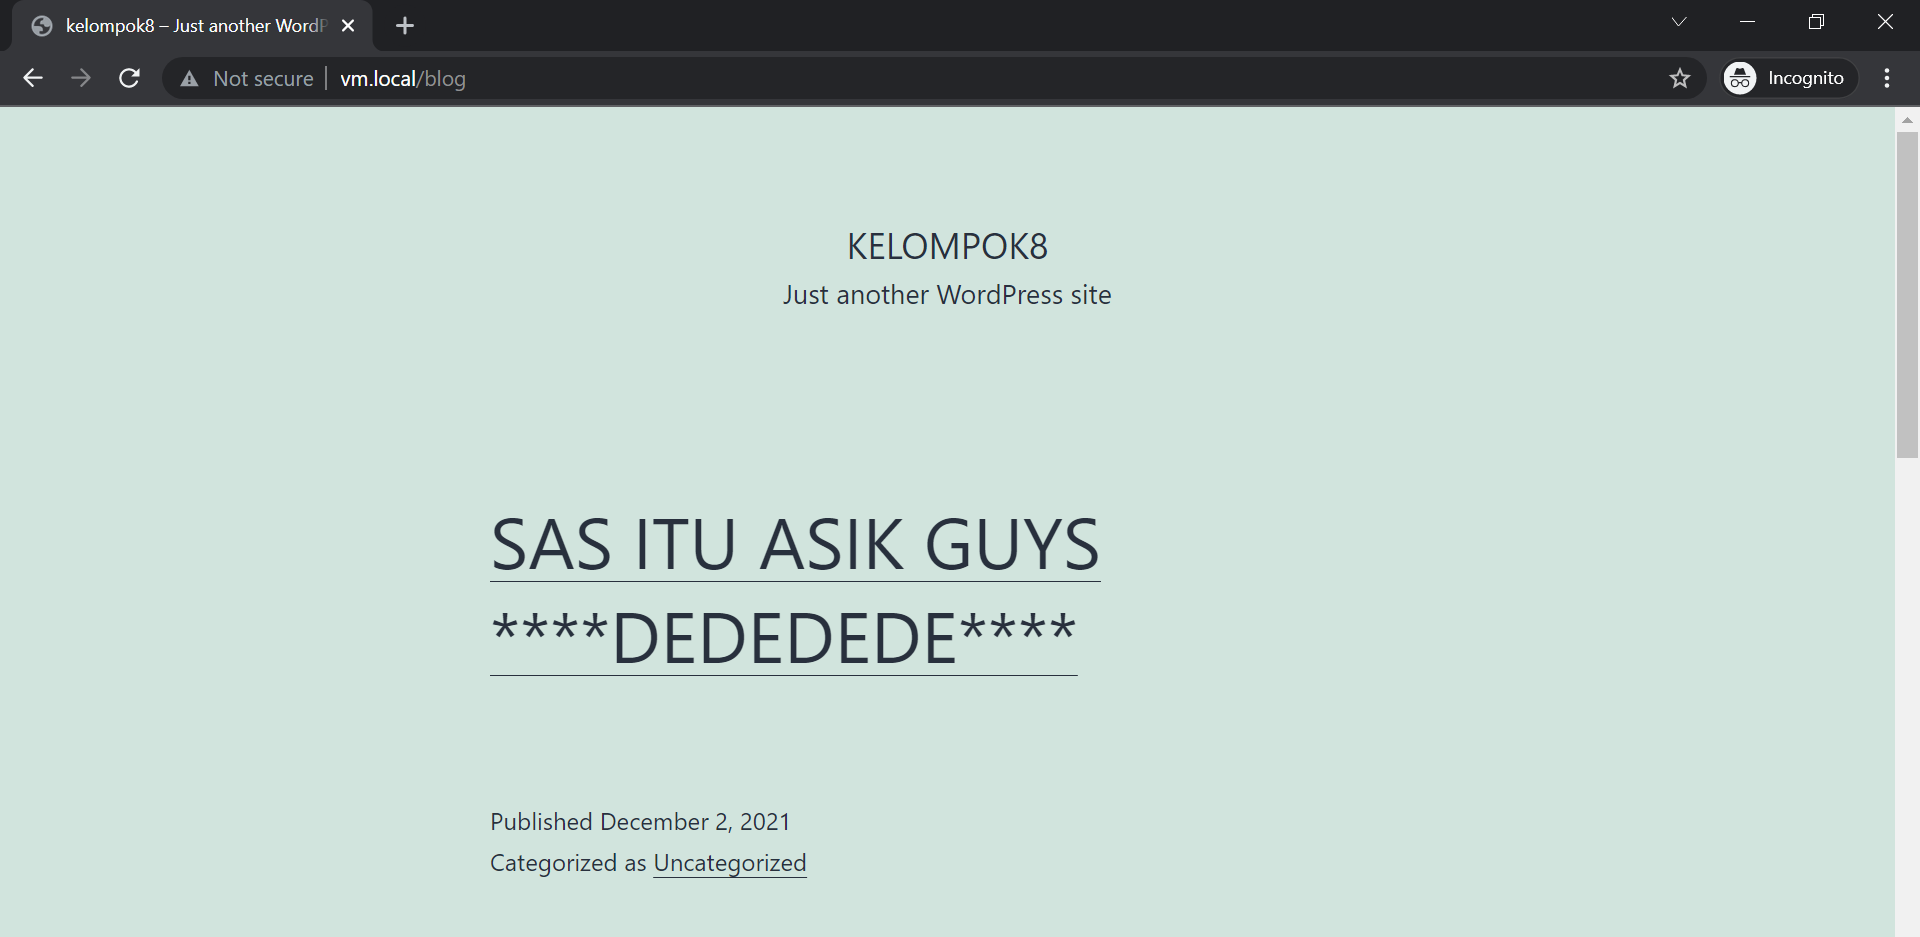 kelompok8 – Just another WordP
Not secure
vm.local/blog
Incognito
KELOMPOK8
Just another WordPress site
SAS ITU ASIK GUYS
****DEDEDEDE****
Published December 2, 2021
Categorized as Uncategorized